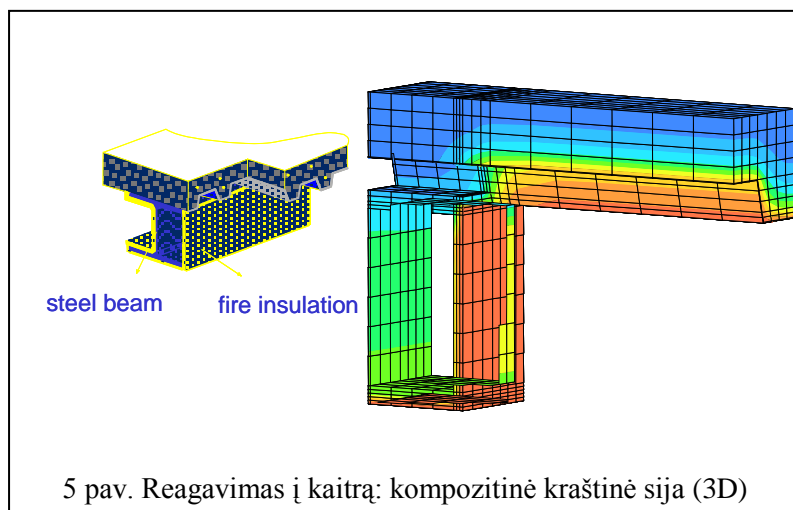 steel beam
fire insulation
5 pav. Reagavimas į kaitrą: kompozitinė kraštinė sija (3D)